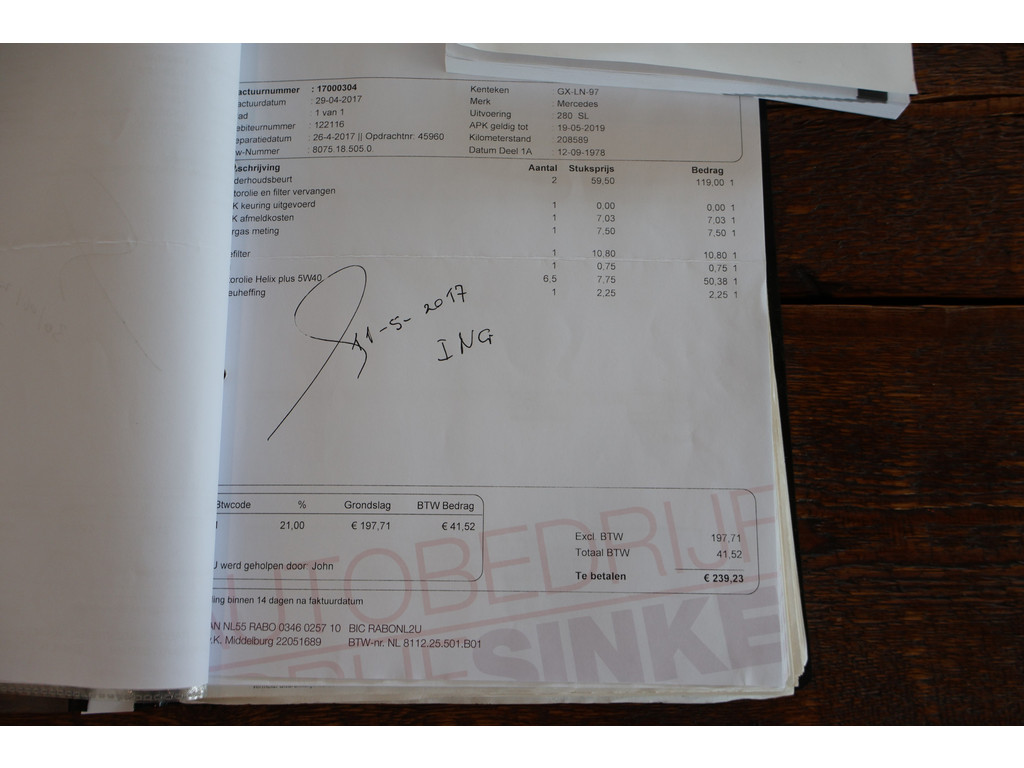 actuurnummer : 17000304 Kenteken : GX-LN-97
actuurdatum : 29-04-2017 Merk : Mercedes
ad : 1 van 1 Uitvoering : 280 SL
ebiteurnummer : 122116 APK geldig tot : 19-05-2019
eparatiedatum : 26-4-2017 || Opdrachtnr: 45960 Kilometerstand : 208589
w-Nummer : 8075.18.505.0. Datum Deel 1A : 12-09-1978
schrijving Aantal Stuksprijs Bedrag
derhoudsbeurt 2 59,50 119,00 1
torolie en filter vervangen
K keuring uitgevoerd 1 0,00 0,00 1
K afmeldkosten 1 7,03 7,03 1
rgas meting 1 7,50 7,50 1
efilter 1 10,80 10,80 1
1 0,75 0,75 1
orolie Helix plus 5W40 6,5 7,75 50,38 1
euheffing 1 2,25 2,25 1
11-5-2017
ING
Btwcode % Grondslag BTW Bedrag
1 21,00 € 197,71 € 41,52
Excl. BTW 197,71
Totaal BTW 41,52
Te betalen € 239,23
U werd geholpen door: John
ling binnen 14 dagen na faktuurdatum
AN NL55 RABO 0346 0257 10 BIC RABONL2U
.K. Middelburg 22051689 BTW-nr. NL 8112.25.501.B01
AUTOBEDRIJF
RIJF SINKE